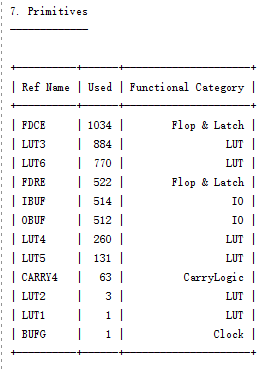 7. Primitives
-------------
+----------+------+---------------------+
| Ref Name | Used | Functional Category |
+----------+------+---------------------+
| FDCE     | 1034 |        Flop & Latch |
| LUT3     |  884 |                 LUT |
| LUT6     |  770 |                 LUT |
| FDRE     |  522 |        Flop & Latch |
| IBUF     |  514 |                  IO |
| OBUF     |  512 |                  IO |
| LUT4     |  260 |                 LUT |
| LUT5     |  131 |                 LUT |
| CARRY4   |   63 |          CarryLogic |
| LUT2     |    3 |                 LUT |
| LUT1     |    1 |                 LUT |
| BUFG     |    1 |               Clock |
+----------+------+---------------------+